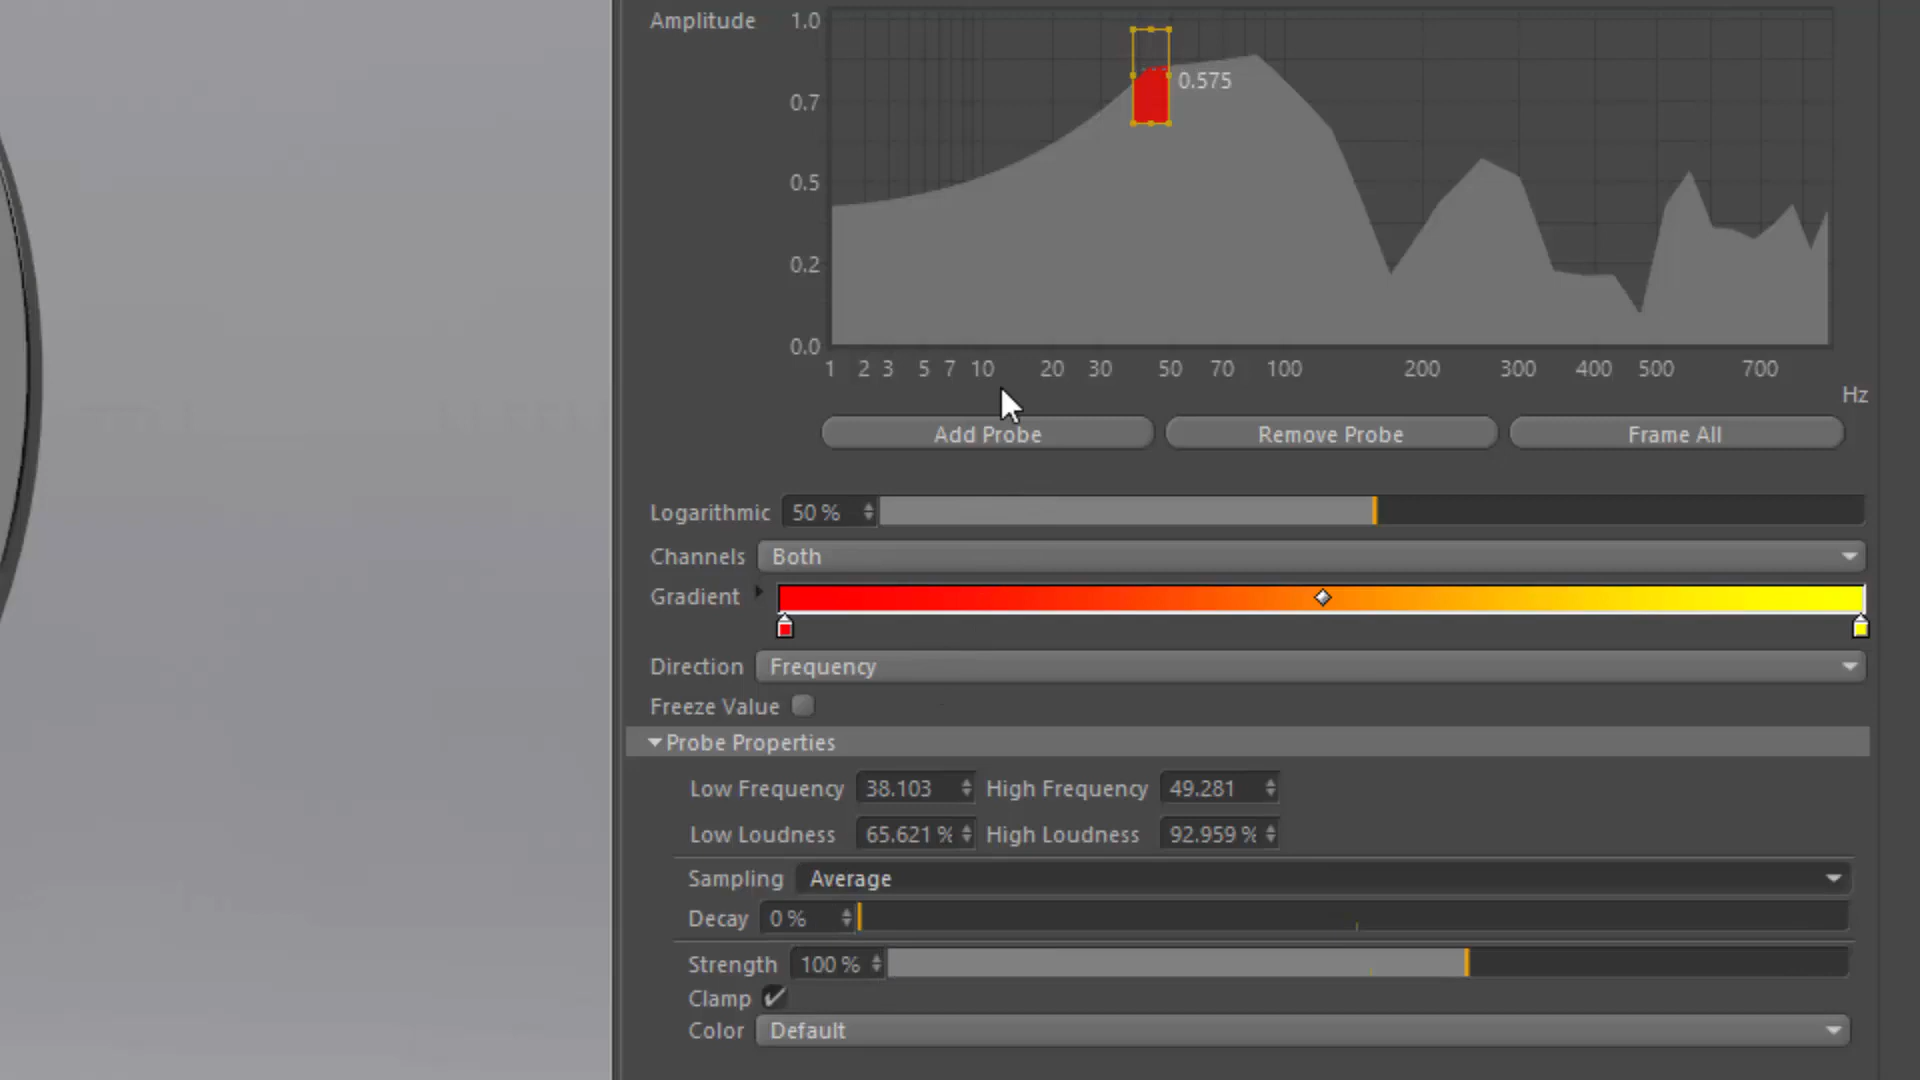 Amplitude 1.0
0.575
0.7
0.5
0.2
0.0
1 2 3 5 7 10 20 30 50 70 100 200 300 400 500 700
Hz
Add Probe Remove Probe Frame All
Logarithmic 50 %
Channels Both
Gradient
Direction Frequency
Freeze Value
Probe Properties
Low Frequency 38.103 High Frequency 49.281
Low Loudness 65.621 % High Loudness 92.959 %
Sampling Average
Decay 0 %
Strength 100 %
Clamp
Color Default